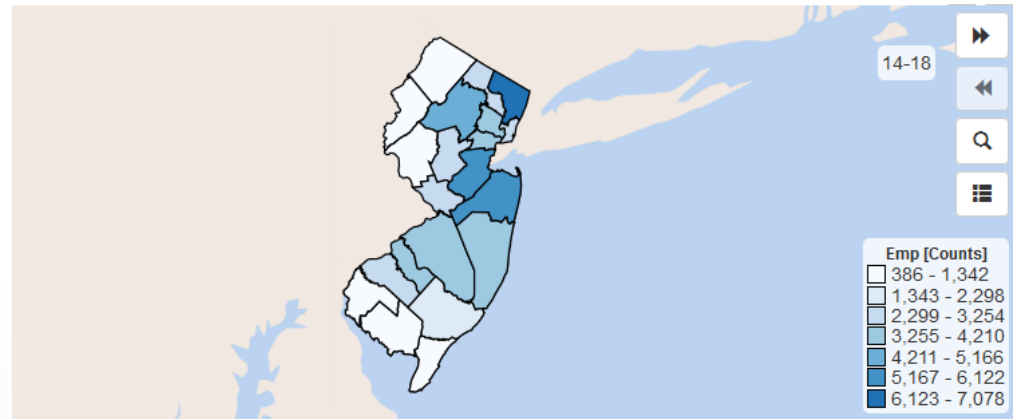 14-18
Emp [Counts]
386 - 1,342
1,343 - 2,298
2,299 - 3,254
3,255 - 4,210
4,211 - 5,166
5,167 - 6,122
6,123 - 7,078